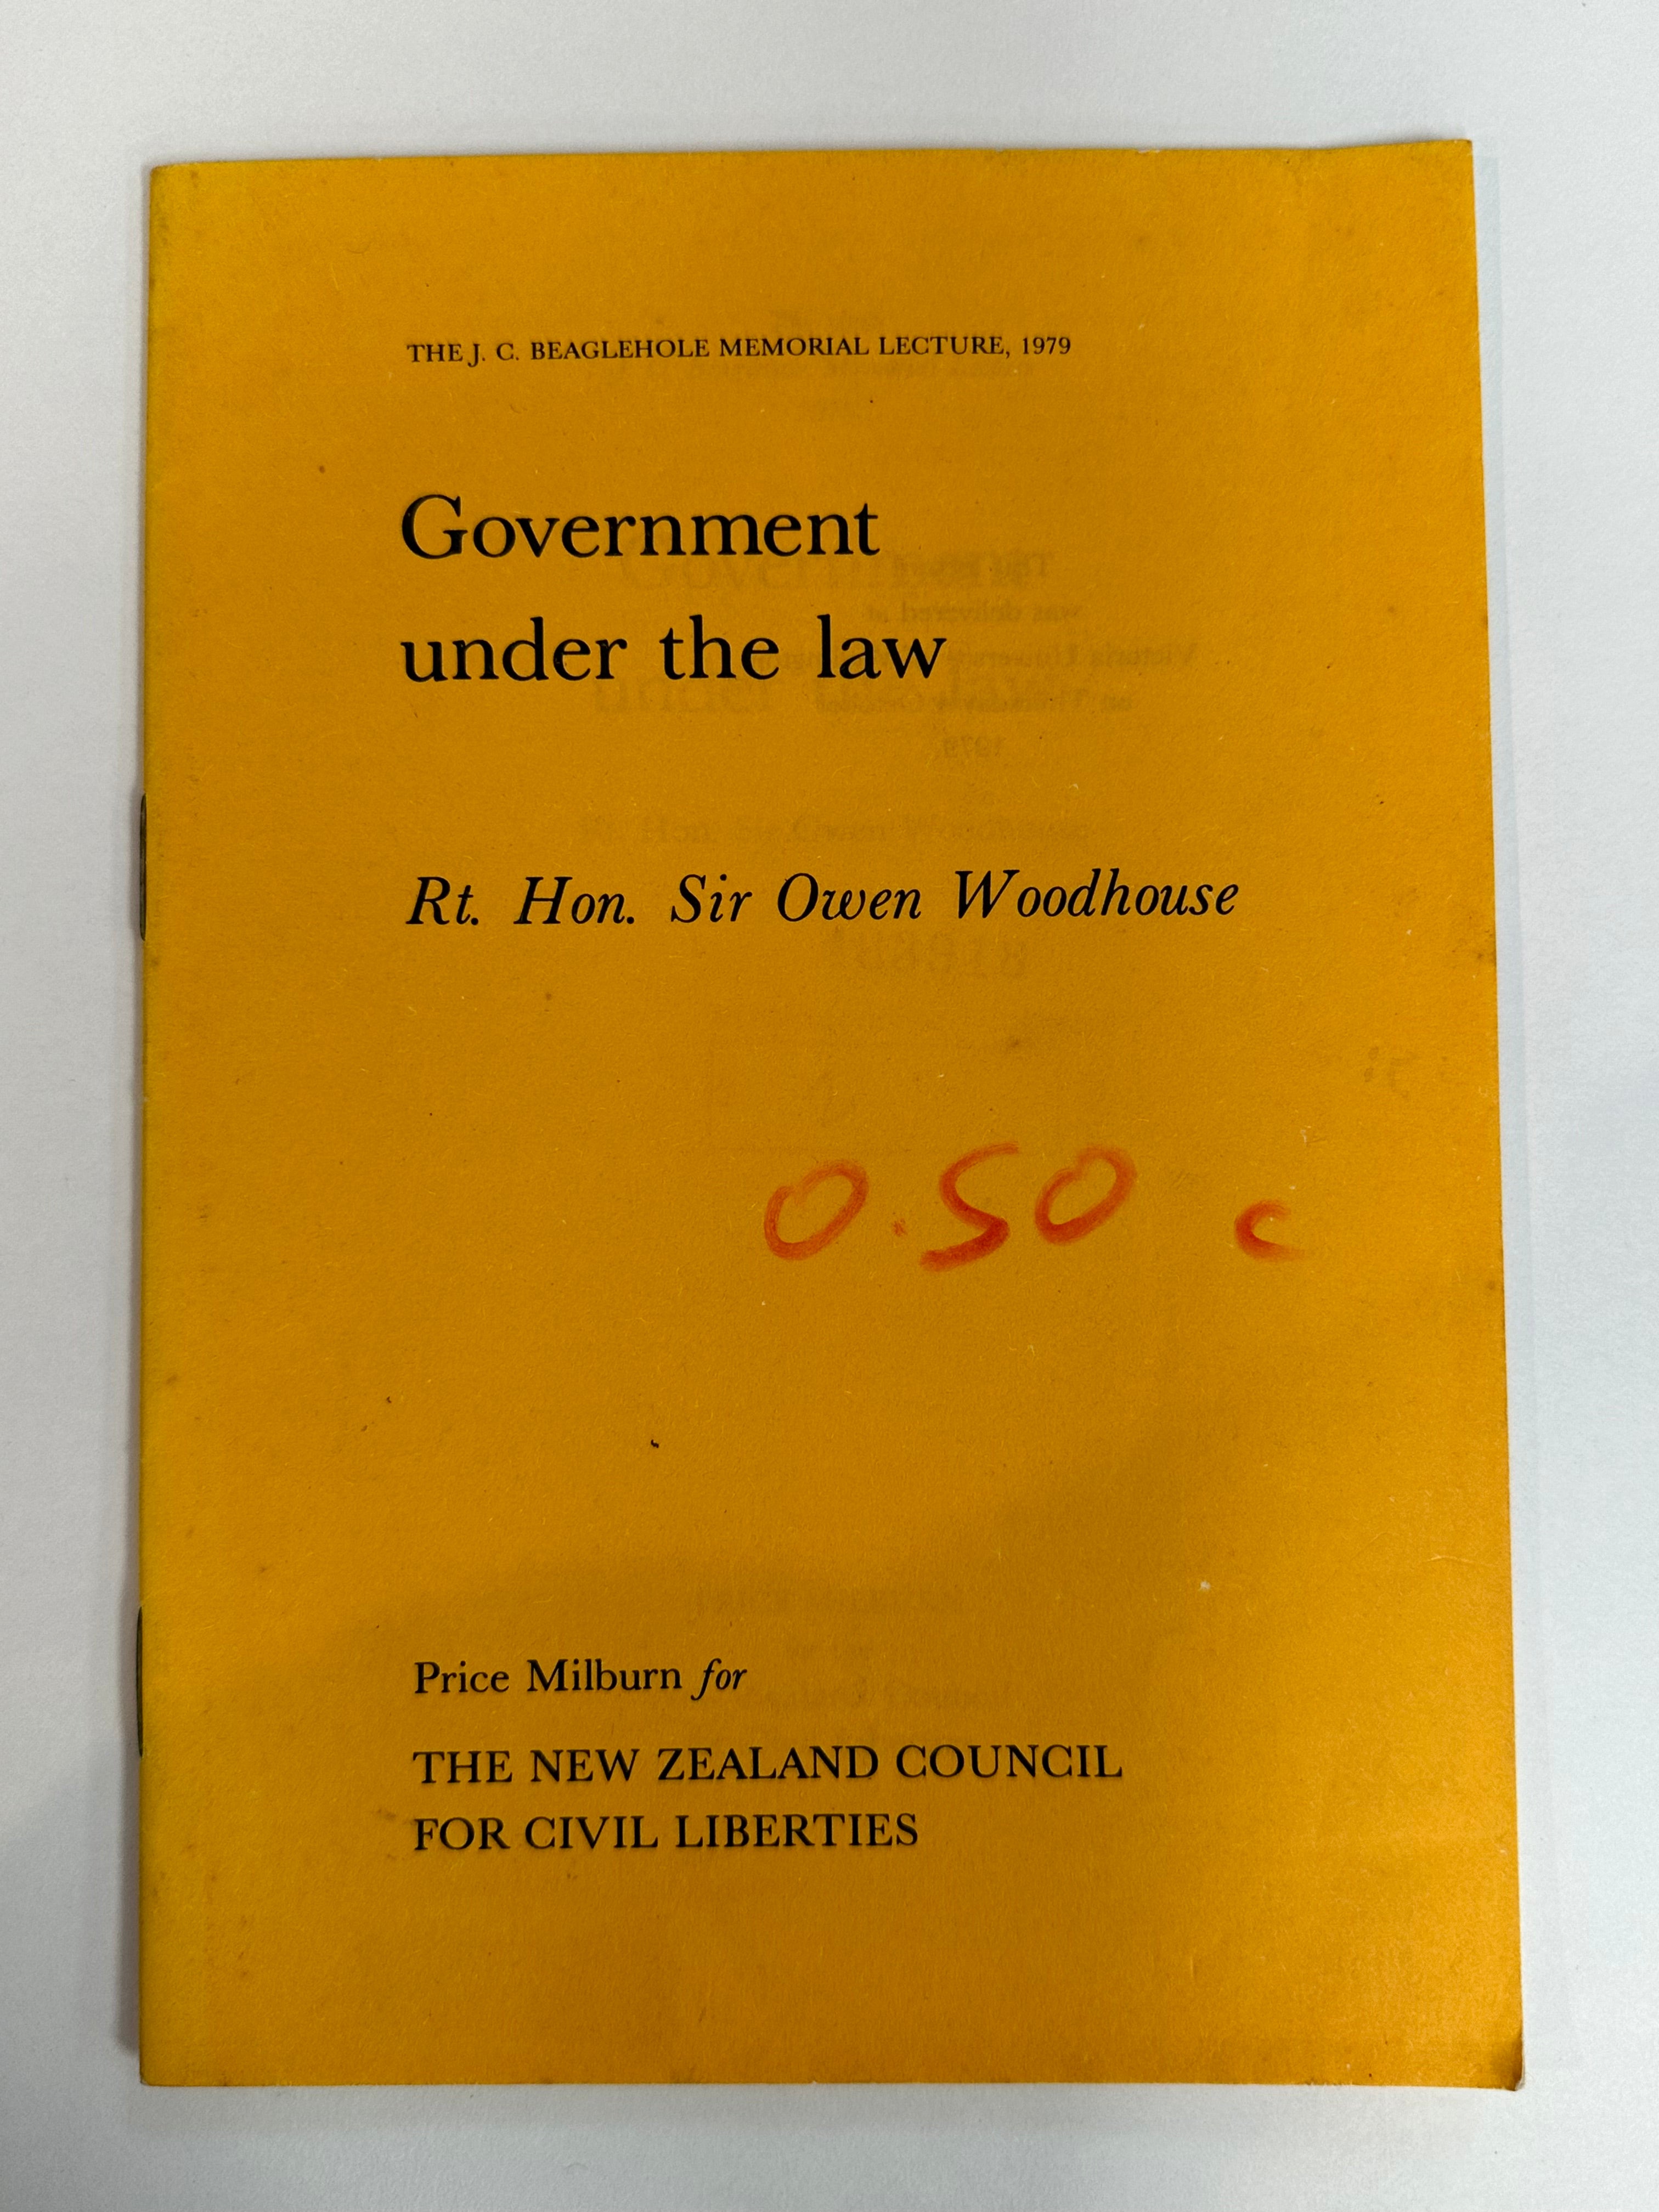 THE J. C. BEAGLEHOLE MEMORIAL LECTURE, 1979
Government
under the law
Rt. Hon. Sir Owen Woodhouse
0.50 c
Price Milburn for
THE NEW ZEALAND COUNCIL
FOR CIVIL LIBERTIES